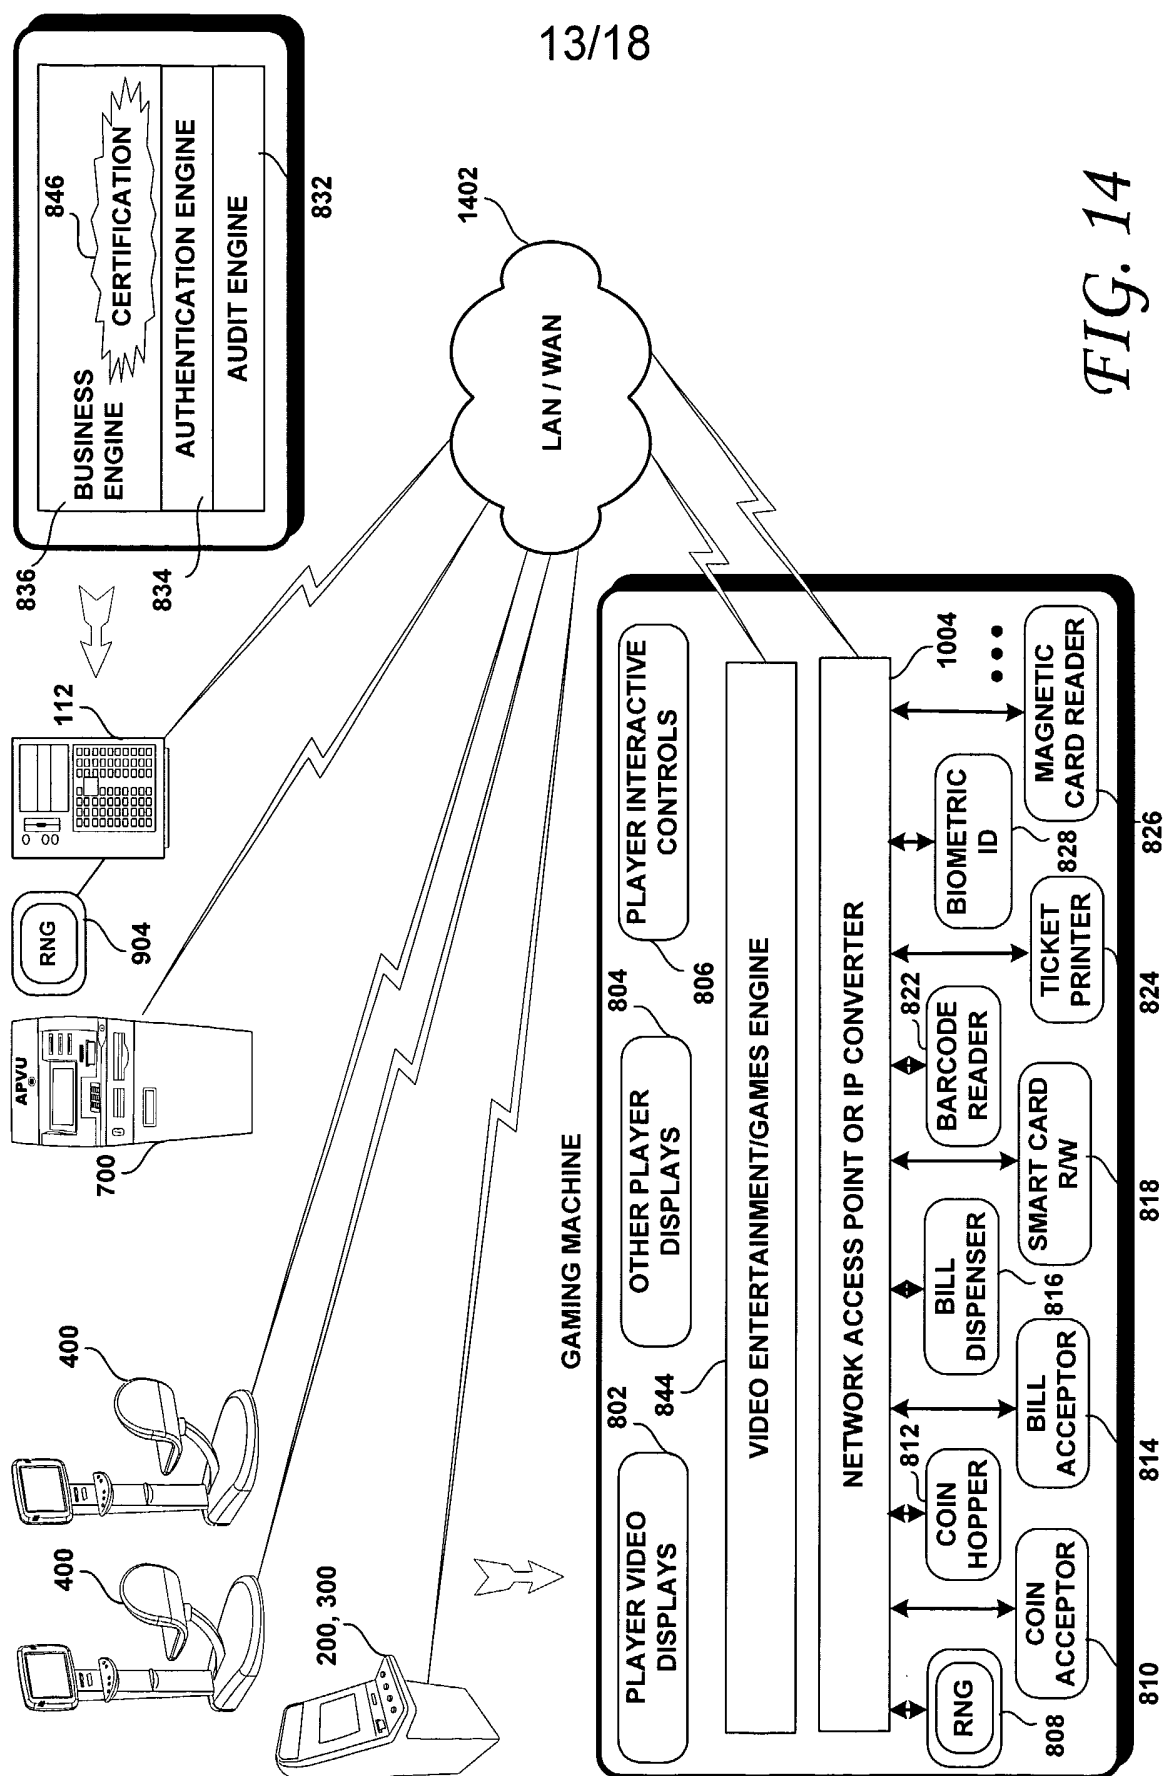 13/18
FIG. 14
BUSINESS
ENGINE
CERTIFICATION
AUTHENTICATION ENGINE
AUDIT ENGINE
846
836
834
832
112
RNG
904
APVU
700
400
400
200, 300
LAN / WAN
1402
GAMING MACHINE
PLAYER VIDEO
DISPLAYS
802
OTHER PLAYER
DISPLAYS
804
PLAYER INTERACTIVE
CONTROLS
806
VIDEO ENTERTAINMENT/GAMES ENGINE
844
NETWORK ACCESS POINT OR IP CONVERTER
1004
RNG
808
COIN
ACCEPTOR
810
COIN
HOPPER
812
BILL
ACCEPTOR
814
BILL
DISPENSER
816
SMART CARD
R/W
818
BARCODE
READER
822
TICKET
PRINTER
824
BIOMETRIC
ID
828
MAGNETIC
CARD READER
826